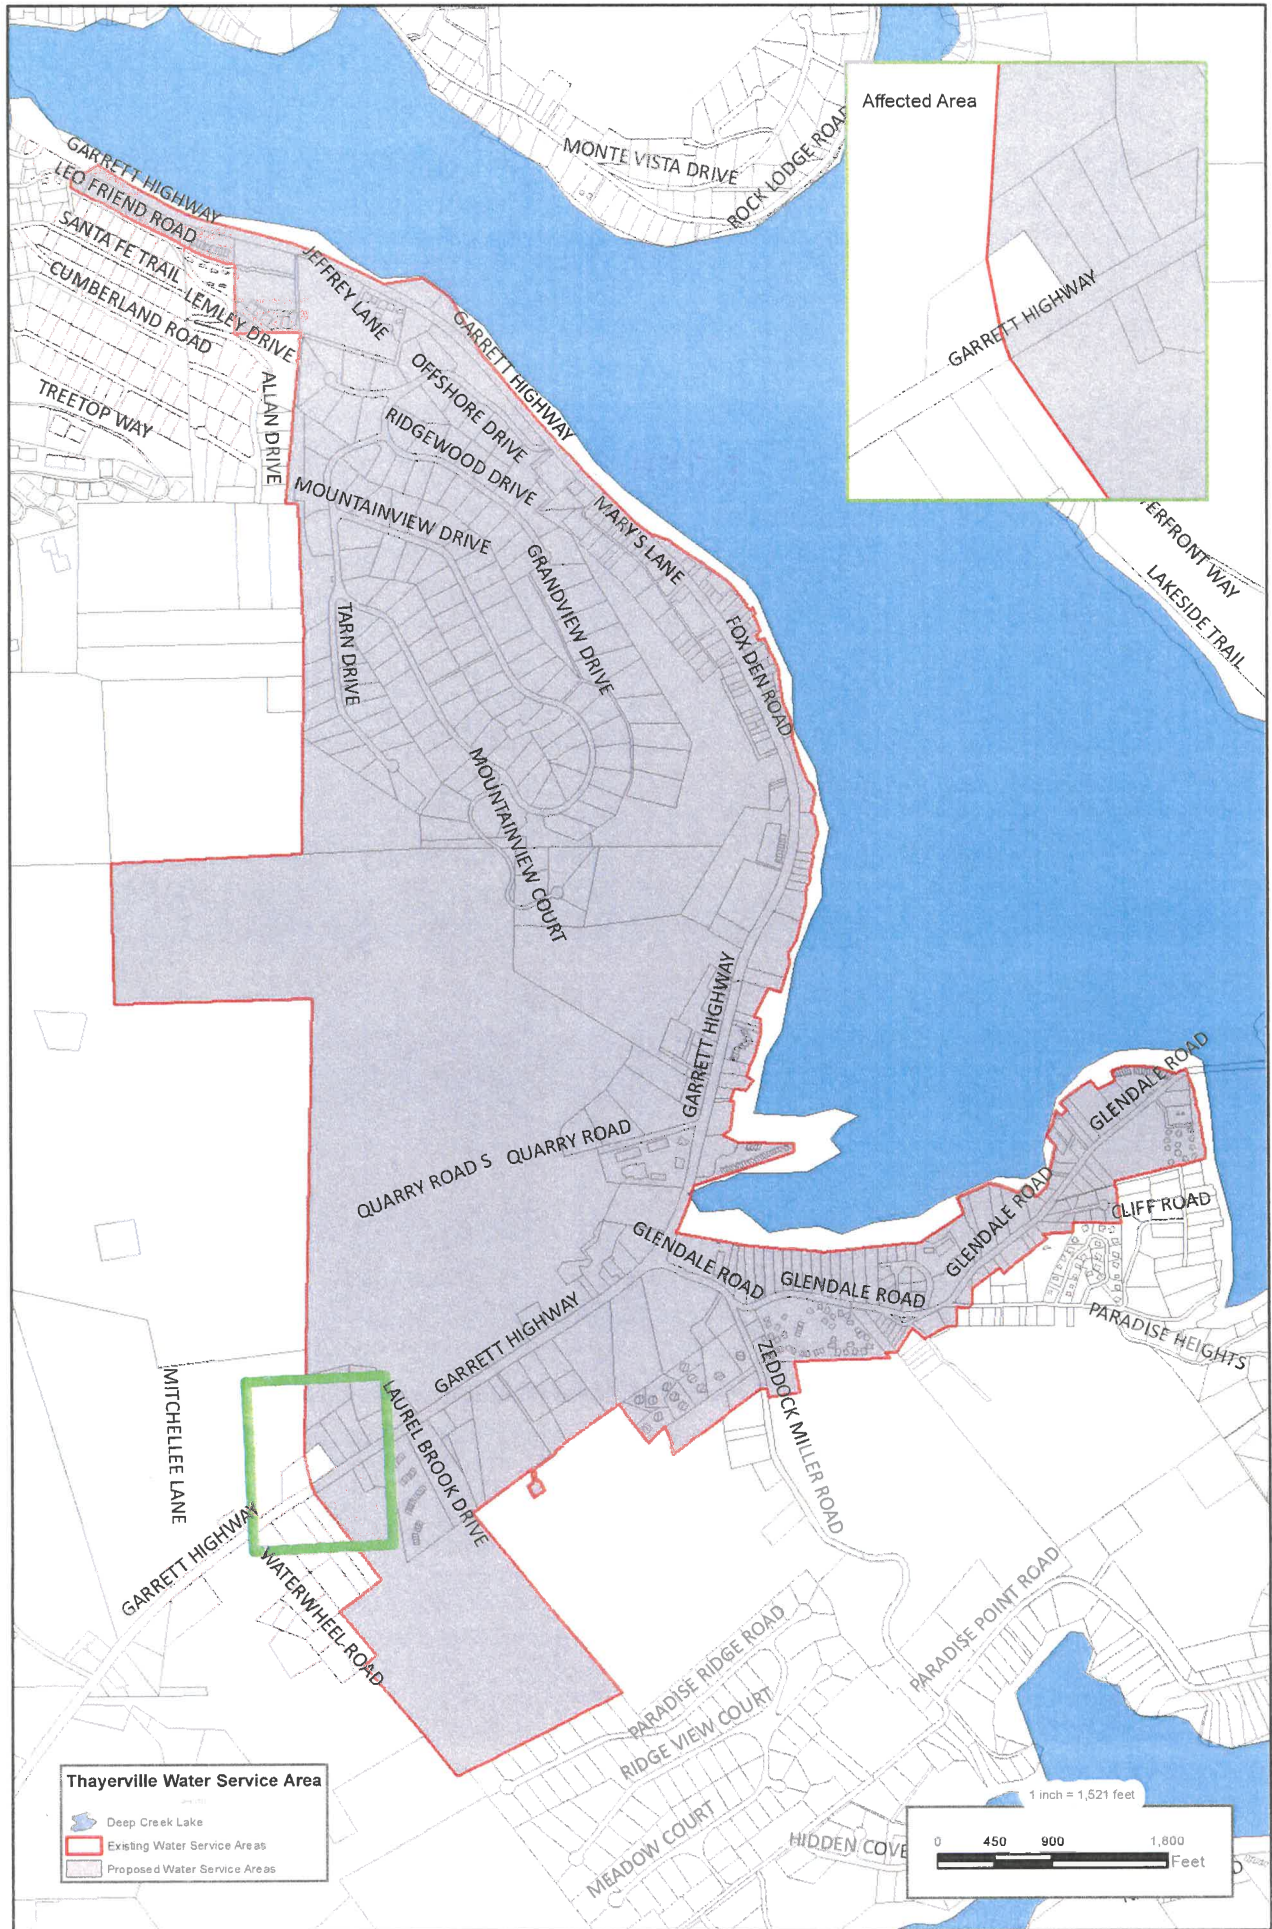 MONTE VISTA DRIVE
ROCK LODGE ROAD
Affected Area
GARRETT HIGHWAY
GARRETT HIGHWAY
LEO FRIEND ROAD
SANTA FE TRAIL
CUMBERLAND ROAD
LEMLEY DRIVE
JEFFREY LANE
GARRETT HIGHWAY
OFFSHORE DRIVE
RIDGEWOOD DRIVE
ALLAN DRIVE
TREETOP WAY
MOUNTAINVIEW DRIVE
MARY'S LANE
GRANDVIEW DRIVE
TARN DRIVE
FOX DEN ROAD
ERFRONT WAY
LAKESIDE TRAIL
MOUNTAINVIEW COURT
GARRETT HIGHWAY
QUARRY ROAD S
QUARRY ROAD
GLENDALE ROAD
GLENDALE ROAD
CLIFF ROAD
GLENDALE ROAD
GLENDALE ROAD
PARADISE HEIGHTS
GARRETT HIGHWAY
ZEDDOCK MILLER ROAD
LAUREL BROOK DRIVE
MITCHELLEE LANE
GARRETT HIGHWAY
WATERWHEEL ROAD
PARADISE POINT ROAD
PARADISE RIDGE ROAD
RIDGE VIEW COURT
MEADOW COURT
HIDDEN COVE
Thayerville Water Service Area
Deep Creek Lake
Existing Water Service Areas
Proposed Water Service Areas
1 inch = 1,521 feet
0 450 900 1,800
Feet